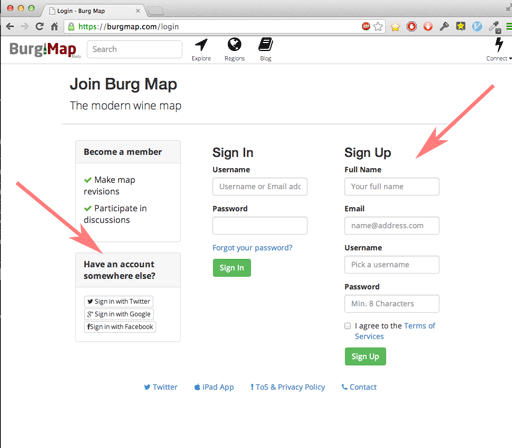 Login - Burg Map
https://burgmap.com/login
BurgMap
Search
Explore
Regions
Blog
Connect
Join Burg Map
The modern wine map
Become a member
Make map
revisions
Participate in
discussions
Have an account
somewhere else?
Sign in with Twitter
Sign in with Google
Sign in with Facebook
Sign In
Username
Username or Email add
Password
Forgot your password?
Sign In
Sign Up
Full Name
Your full name
Email
name@address.com
Username
Pick a username
Password
Min. 8 Characters
I agree to the Terms of
Services
Sign Up
Twitter
iPad App
ToS & Privacy Policy
Contact